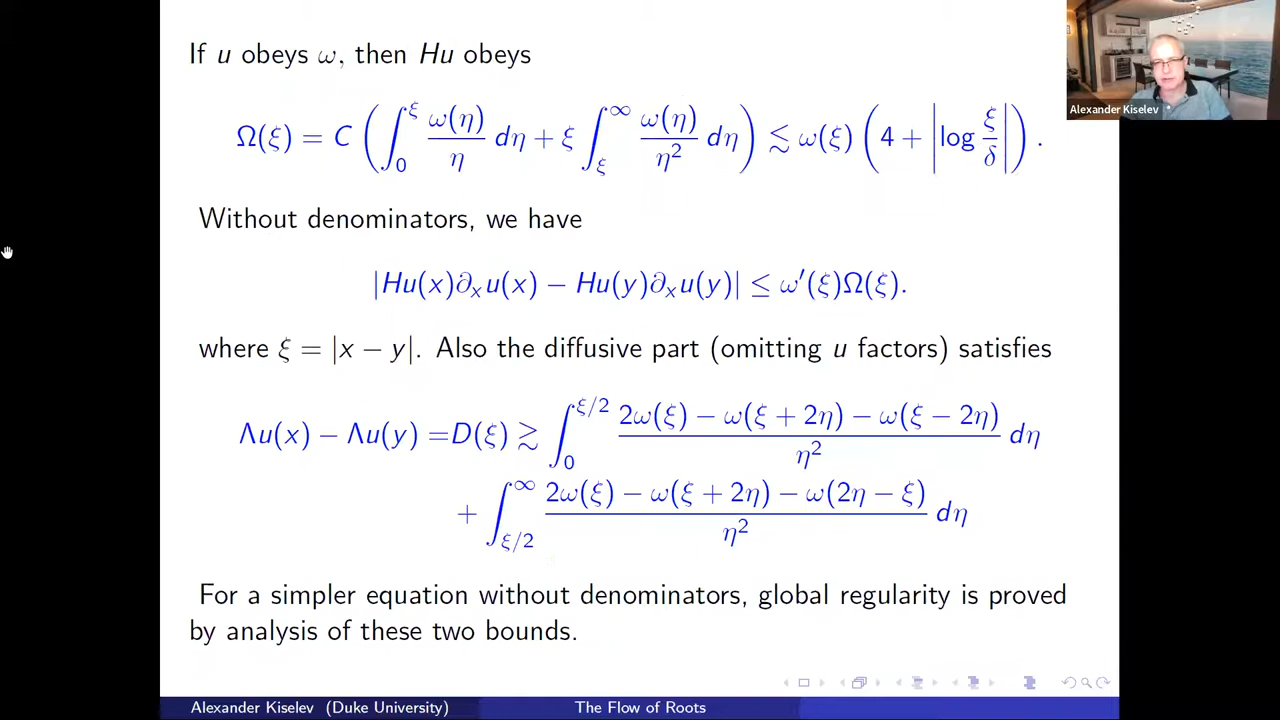 If u obeys ω, then Hu obeys
Ω(ξ) = C ( ∫_0^ξ ω(η)/η dη + ξ ∫_ξ^∞ ω(η)/η² dη ) ≲ ω(ξ) ( 4 + | log ξ/δ | ) .
Without denominators, we have
|Hu(x)∂ₓu(x) − Hu(y)∂ₓu(y)| ≤ ω′(ξ)Ω(ξ).
where ξ = |x − y|. Also the diffusive part (omitting u factors) satisfies
Λu(x) − Λu(y) =D(ξ) ≳ ∫_0^{ξ/2} (2ω(ξ) − ω(ξ + 2η) − ω(ξ − 2η))/η² dη
+ ∫_{ξ/2}^∞ (2ω(ξ) − ω(ξ + 2η) − ω(2η − ξ))/η² dη
For a simpler equation without denominators, global regularity is proved
by analysis of these two bounds.
Alexander Kiselev (Duke University) The Flow of Roots
Alexander Kiselev